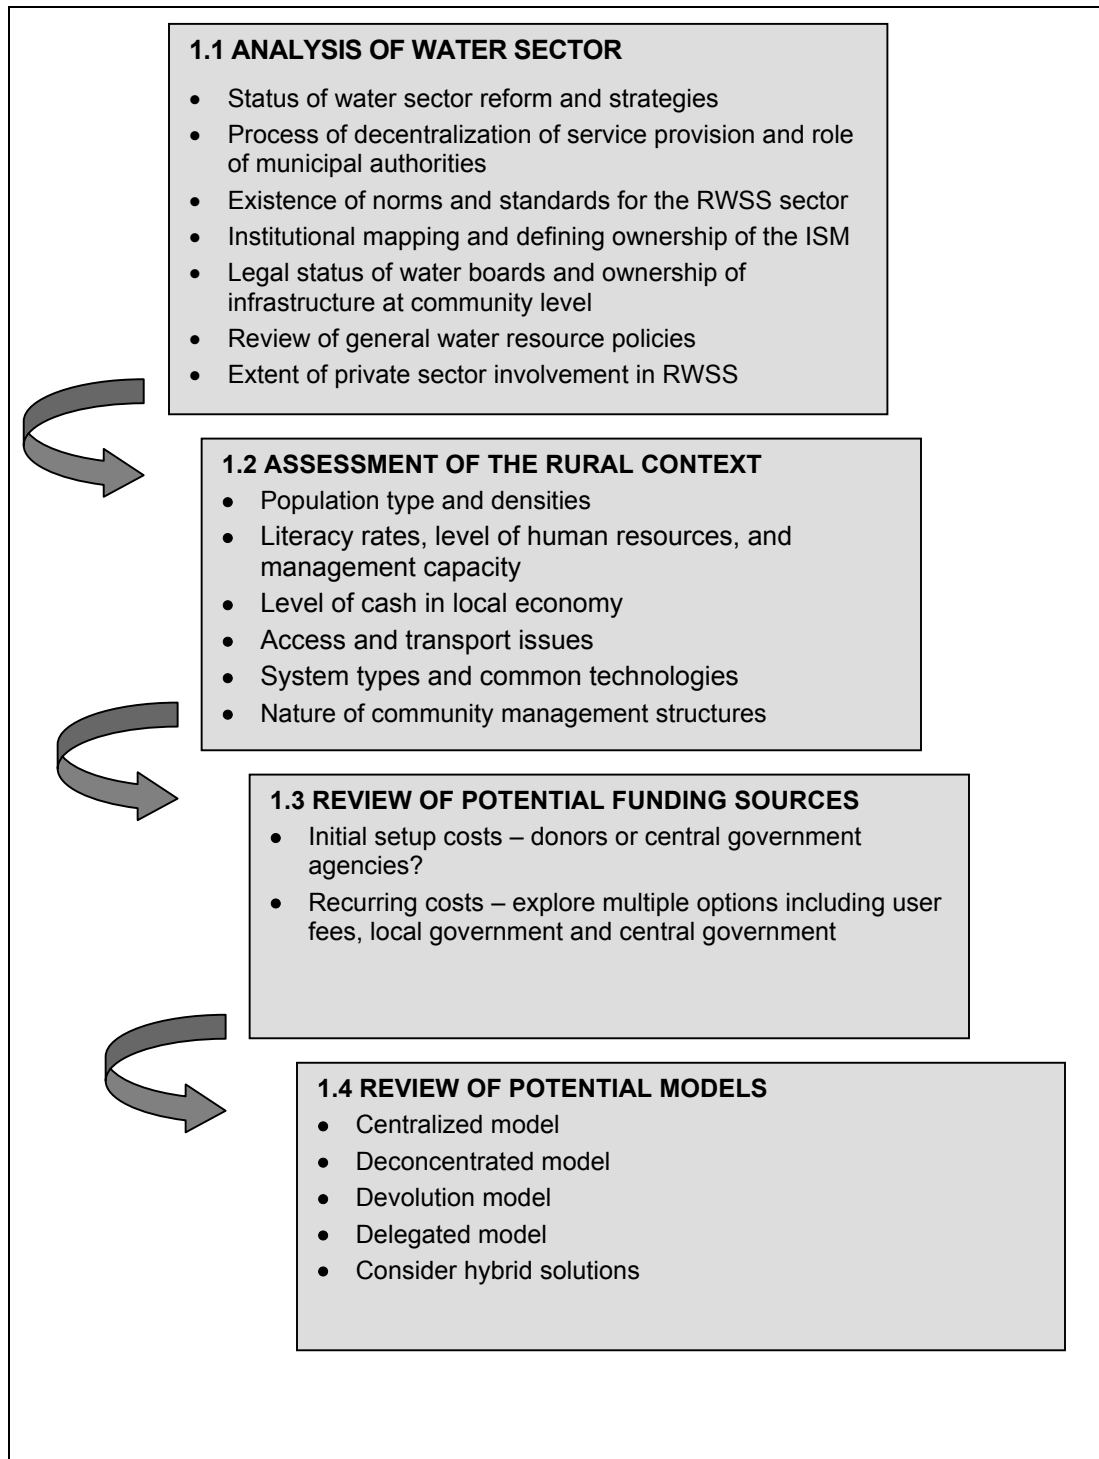 1.1 ANALYSIS OF WATER SECTOR
• Status of water sector reform and strategies
• Process of decentralization of service provision and role
of municipal authorities
• Existence of norms and standards for the RWSS sector
• Institutional mapping and defining ownership of the ISM
• Legal status of water boards and ownership of
infrastructure at community level
• Review of general water resource policies
• Extent of private sector involvement in RWSS
1.2 ASSESSMENT OF THE RURAL CONTEXT
• Population type and densities
• Literacy rates, level of human resources, and
management capacity
• Level of cash in local economy
• Access and transport issues
• System types and common technologies
• Nature of community management structures
1.3 REVIEW OF POTENTIAL FUNDING SOURCES
• Initial setup costs – donors or central government
agencies?
• Recurring costs – explore multiple options including user
fees, local government and central government
1.4 REVIEW OF POTENTIAL MODELS
• Centralized model
• Deconcentrated model
• Devolution model
• Delegated model
• Consider hybrid solutions